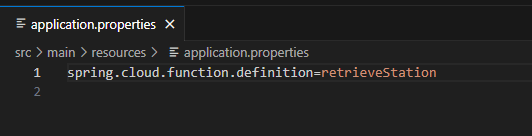 application.properties
src > main > resources > application.properties
1 spring.cloud.function.definition=retrieveStation
2